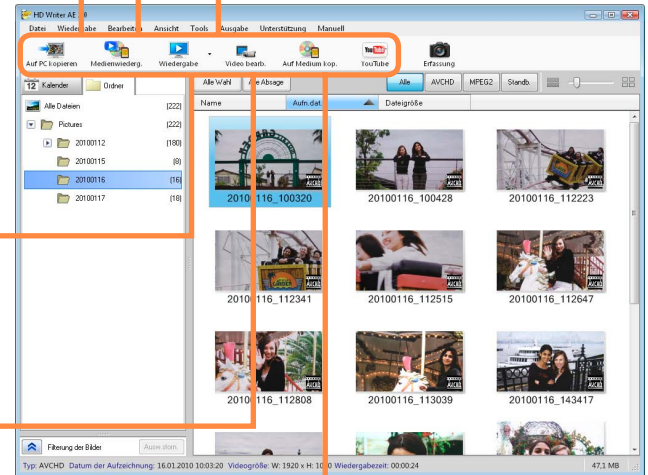 HD Writer AE
Datei Wiedergabe Bearbeiten Ansicht Tools Ausgabe Unterstützung Manuell
Auf PC kopieren Medienwiederg. Wiedergabe Video bearb. Auf Medium kop. YouTube Erfassung
12 Kalender Ordner Alle Wahl Alle Absage Alle AVCHD MPEG2 Standb.
Name Aufn.dat. Dateigröße
Alle Dateien (222)
Pictures (222)
20100112 (180)
20100115 (8)
20100116 (16)
20100117 (18)
20100116_100320 20100116_100428 20100116_112223
20100116_112341 20100116_112515 20100116_112647
20100116_112808 20100116_113039 20100116_143417
Filterung der Bilder Ausw.storn.
Typ: AVCHD Datum der Aufzeichnung: 16.01.2010 10:03:20 Videogröße: W: 1920 x H: 1080 Wiedergabezeit: 00:00:24 47,1 MB